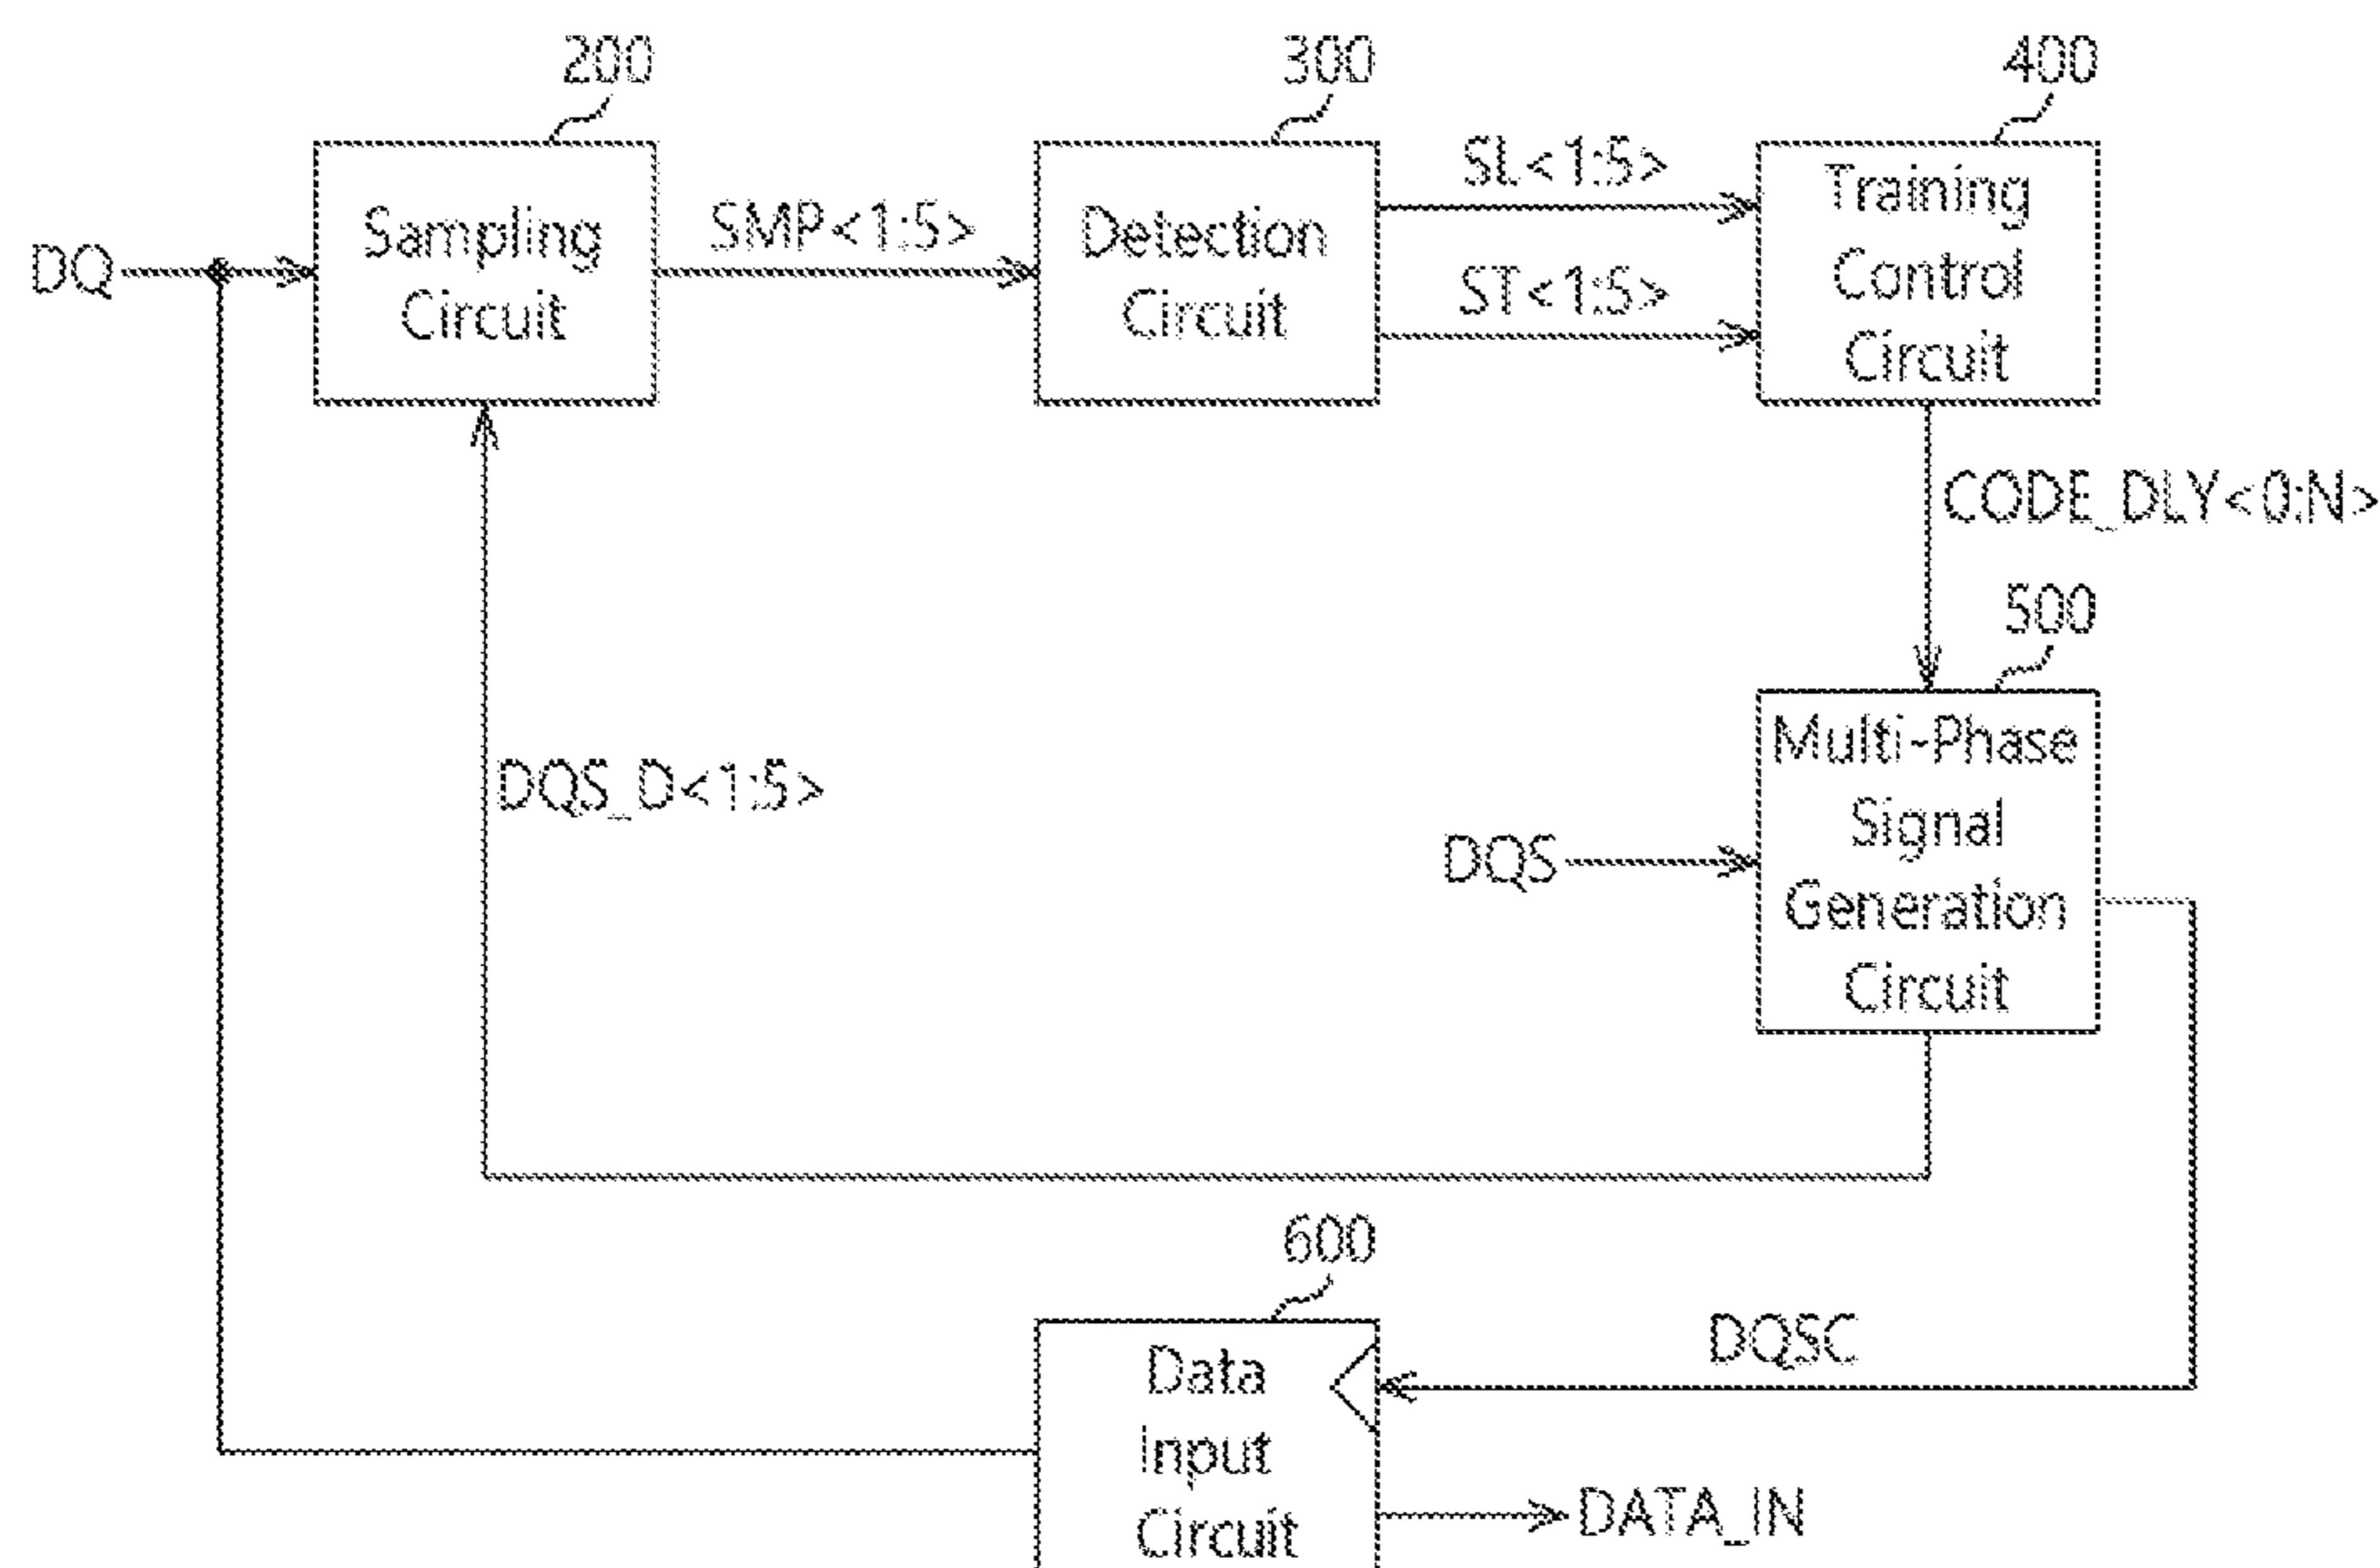 200
300
400
DQ
Sampling
Circuit
SMP<1:5>
Detection
Circuit
SL<1:5>
ST<1:5>
Training
Control
Circuit
CODE_DLY<0:N>
500
DQS_D<1:5>
DQS
Multi-Phase
Signal
Generation
Circuit
600
Data
Input
Circuit
DQSC
DATA_IN